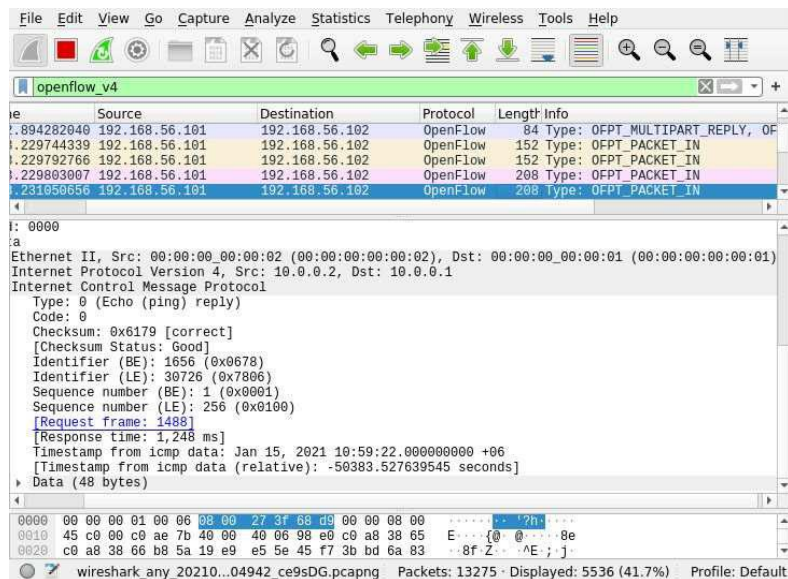 File Edit View Go Capture Analyze Statistics Telephony Wireless Tools Help
openflow_v4
Source Destination Protocol Length Info
.894282040 192.168.56.101 192.168.56.102 OpenFlow 84 Type: OFPT_MULTIPART_REPLY, OF
.229744339 192.168.56.101 192.168.56.102 OpenFlow 152 Type: OFPT_PACKET_IN
.229792766 192.168.56.101 192.168.56.102 OpenFlow 152 Type: OFPT_PACKET_IN
.229803007 192.168.56.101 192.168.56.102 OpenFlow 208 Type: OFPT_PACKET_IN
.231050656 192.168.56.101 192.168.56.102 OpenFlow 208 Type: OFPT_PACKET_IN
: 0000
a
Ethernet II, Src: 00:00:00_00:00:02 (00:00:00:00:00:02), Dst: 00:00:00_00:00:01 (00:00:00:00:00:01)
Internet Protocol Version 4, Src: 10.0.0.2, Dst: 10.0.0.1
Internet Control Message Protocol
Type: 0 (Echo (ping) reply)
Code: 0
Checksum: 0x6179 [correct]
[Checksum Status: Good]
Identifier (BE): 1656 (0x0678)
Identifier (LE): 30726 (0x7806)
Sequence number (BE): 1 (0x0001)
Sequence number (LE): 256 (0x0100)
[Request frame: 1488]
[Response time: 1,248 ms]
Timestamp from icmp data: Jan 15, 2021 10:59:22.000000000 +06
[Timestamp from icmp data (relative): -50383.527639545 seconds]
Data (48 bytes)
0000 00 00 00 01 00 06 08 00 27 3f 68 d9 00 00 08 00 ········ '?h·····
0010 45 c0 00 c0 ae 7b 40 00 40 06 98 e0 c0 a8 38 65 E····{@· @·····8e
0020 c0 a8 38 66 b8 5a 19 e9 e5 5e 45 f7 3b bd 6a 83 ··8f·Z·· ·^E·;·j·
wireshark_any_20210...04942_ce9sDG.pcapng Packets: 13275 · Displayed: 5536 (41.7%) Profile: Default